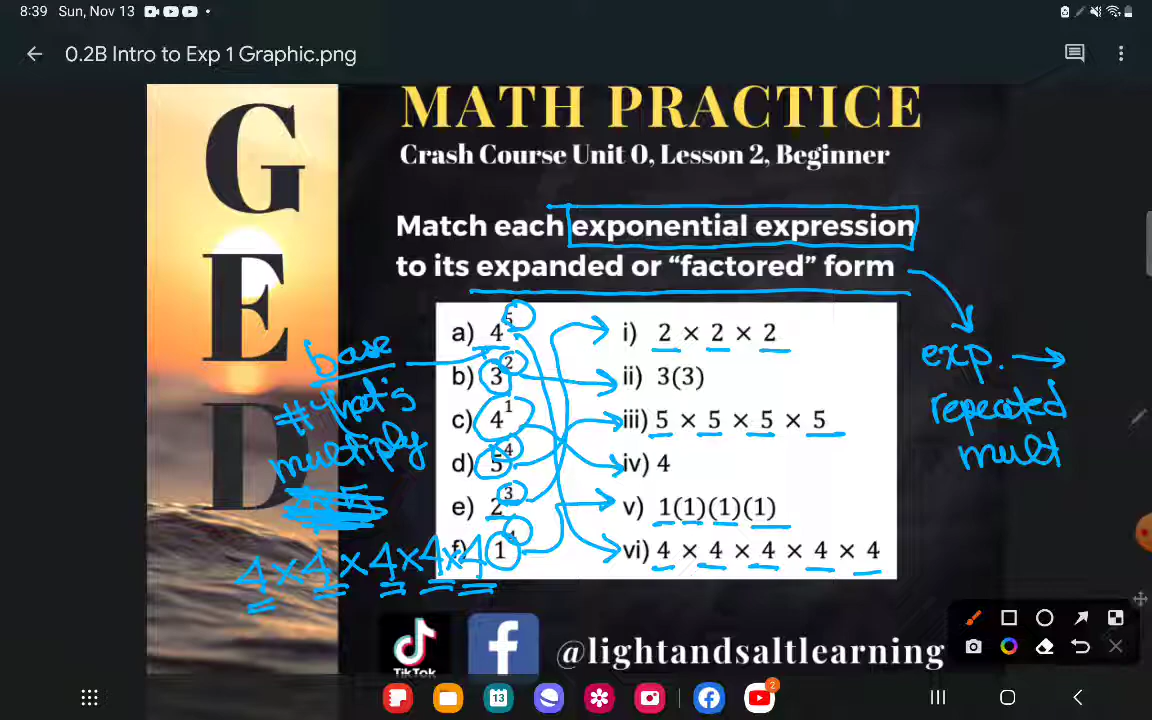 8:39 Sun, Nov 13
0.2B Intro to Exp 1 Graphic.png
GED
MATH PRACTICE
Crash Course Unit 0, Lesson 2, Beginner
Match each exponential expression
to its expanded or “factored” form
a) 4⁵ i) 2 × 2 × 2
b) 3² ii) 3(3)
c) 4¹ iii) 5 × 5 × 5 × 5
d) 5⁴ iv) 4
e) 2³ v) 1(1)(1)(1)
f) 1⁴ vi) 4 × 4 × 4 × 4 × 4
base
# that's
multiply
4×4×4×4×4
exp. →
repeated
mult
TikTok
@lightandsaltlearning
13
2